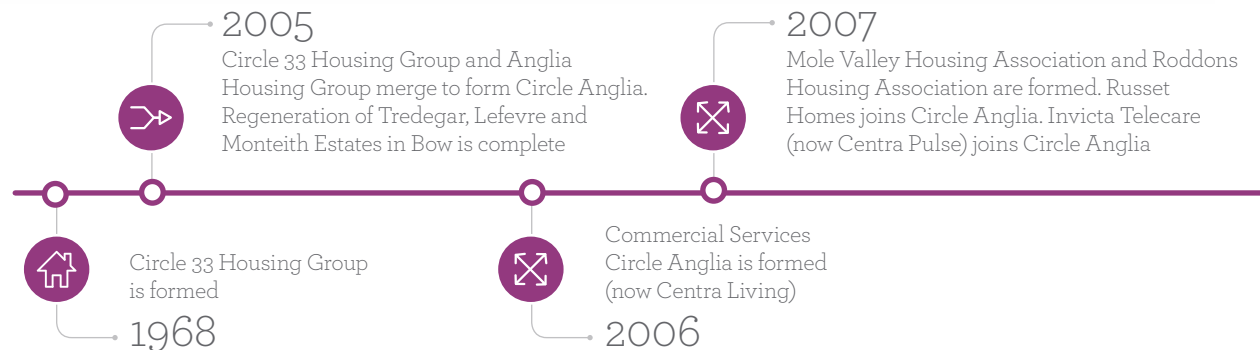 2005
Circle 33 Housing Group and Anglia
Housing Group merge to form Circle Anglia.
Regeneration of Tredegar, Lefevre and
Monteith Estates in Bow is complete
2007
Mole Valley Housing Association and Roddons
Housing Association are formed. Russet
Homes joins Circle Anglia. Invicta Telecare
(now Centra Pulse) joins Circle Anglia
Circle 33 Housing Group
is formed
1968
Commercial Services
Circle Anglia is formed
(now Centra Living)
2006